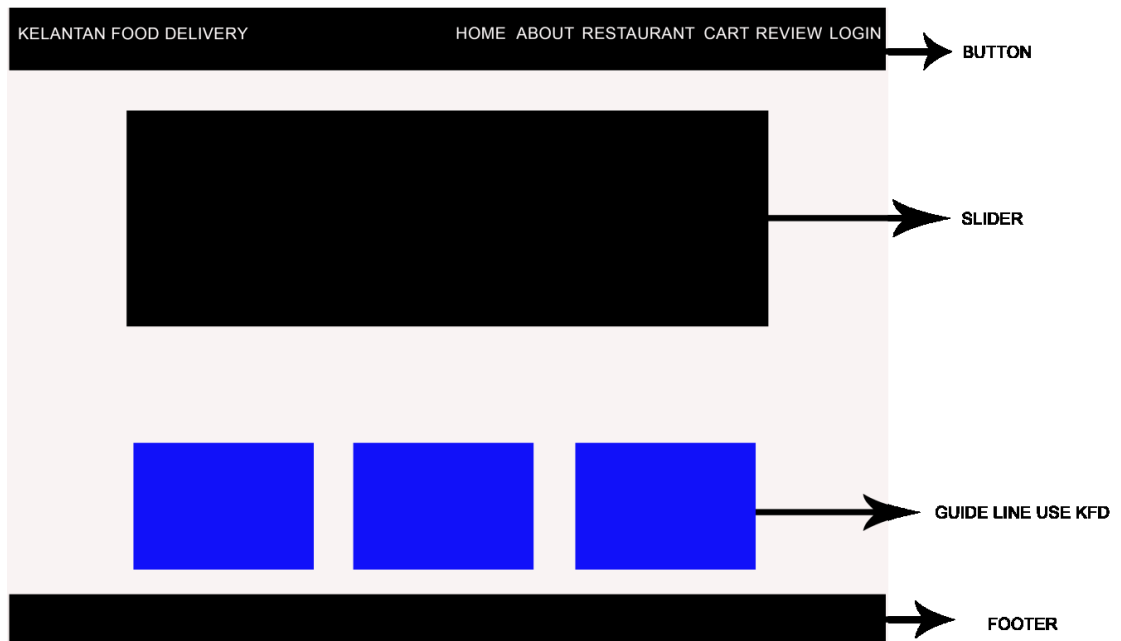 KELANTAN FOOD DELIVERY
HOME ABOUT RESTAURANT CART REVIEW LOGIN
BUTTON
SLIDER
GUIDE LINE USE KFD
FOOTER